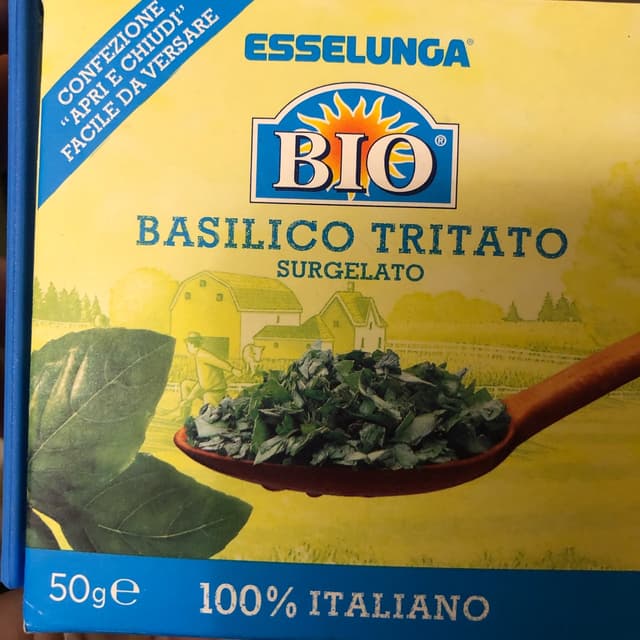 CONFEZIONE
"APRI E CHIUDI"
FACILE DA VERSARE
ESSELUNGA®
BIO®
BASILICO TRITATO
SURGELATO
50g℮
100% ITALIANO